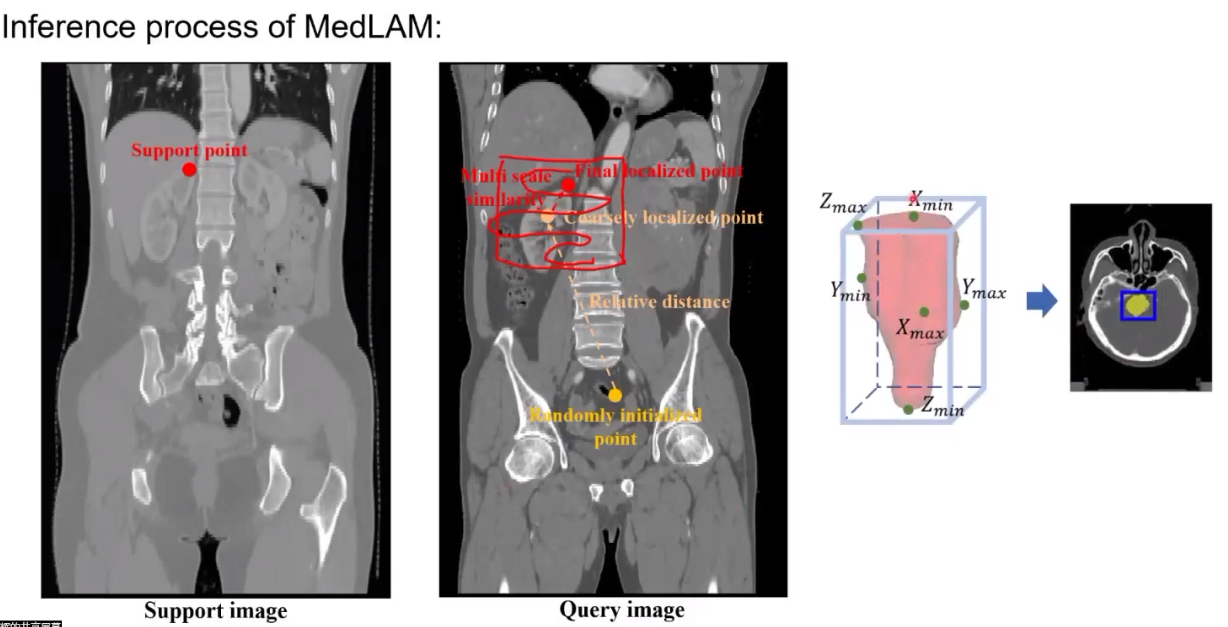 Inference process of MedLAM:
Support point
Support image
Multi scale
similarity
Final localized point
Coarsely localized point
Relative distance
Randomly initialized
point
Query image
Zmax
Xmin
Ymin
Ymax
Xmax
Zmin